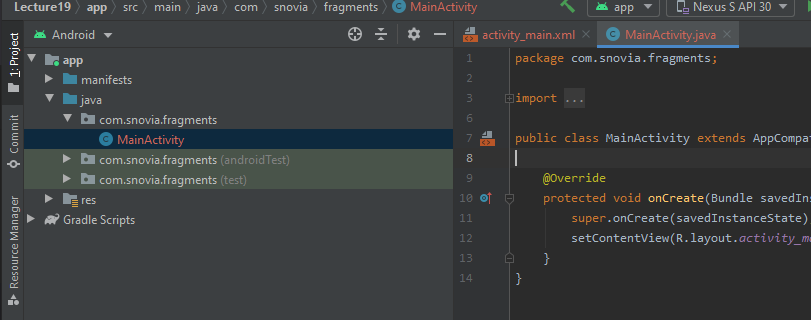 Lecture19 app src main java com snovia fragments MainActivity app Nexus S API 30
1: Project
Commit
Resource Manager
Android
app
manifests
java
com.snovia.fragments
MainActivity
com.snovia.fragments (androidTest)
com.snovia.fragments (test)
res
Gradle Scripts
activity_main.xml MainActivity.java
1 package com.snovia.fragments;
2
3 import ...
6
7 public class MainActivity extends AppCompat
8
9 @Override
10 protected void onCreate(Bundle savedIns
11 super.onCreate(savedInstanceState)
12 setContentView(R.layout.activity_ma
13 }
14 }